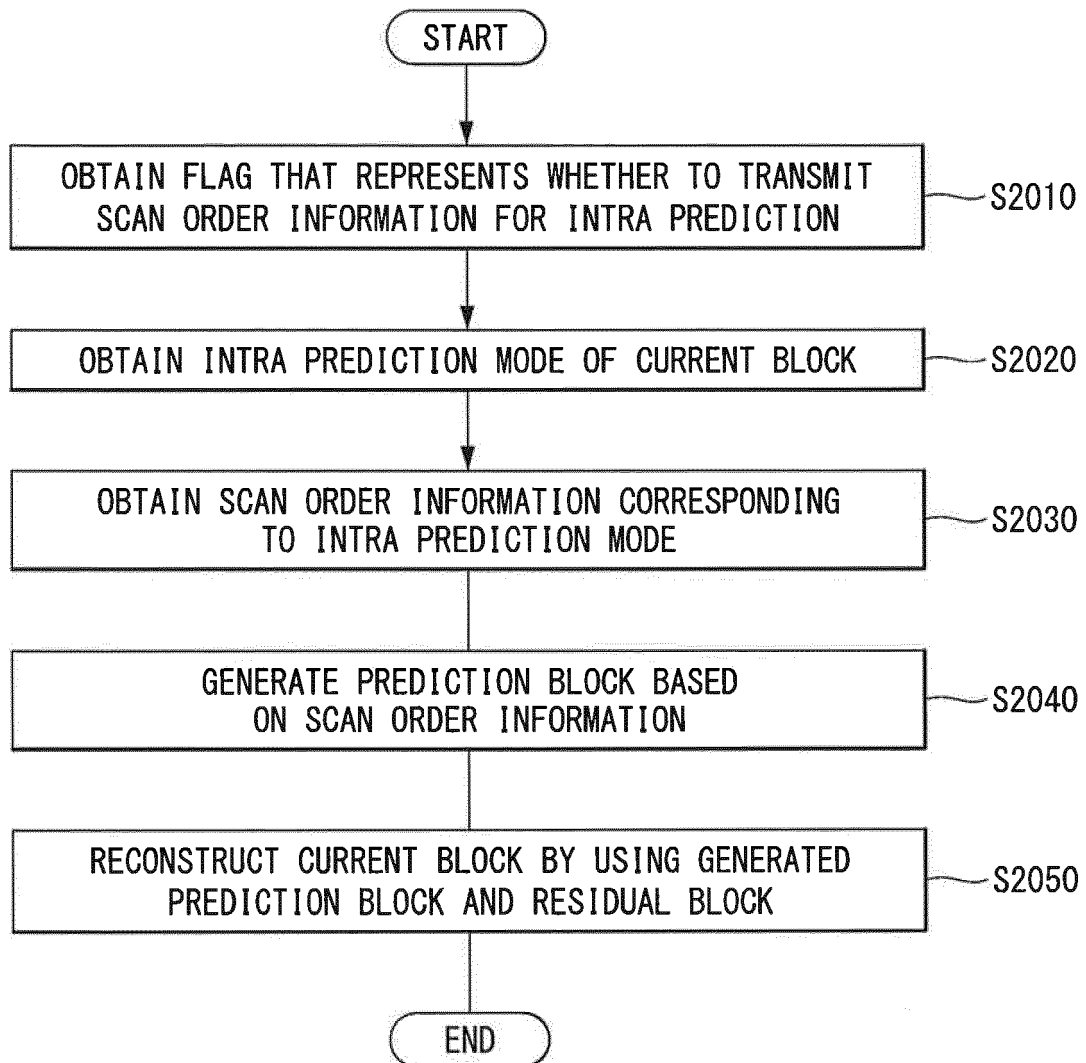 START
OBTAIN FLAG THAT REPRESENTS WHETHER TO TRANSMIT
SCAN ORDER INFORMATION FOR INTRA PREDICTION
S2010
OBTAIN INTRA PREDICTION MODE OF CURRENT BLOCK
S2020
OBTAIN SCAN ORDER INFORMATION CORRESPONDING
TO INTRA PREDICTION MODE
S2030
GENERATE PREDICTION BLOCK BASED
ON SCAN ORDER INFORMATION
S2040
RECONSTRUCT CURRENT BLOCK BY USING GENERATED
PREDICTION BLOCK AND RESIDUAL BLOCK
S2050
END